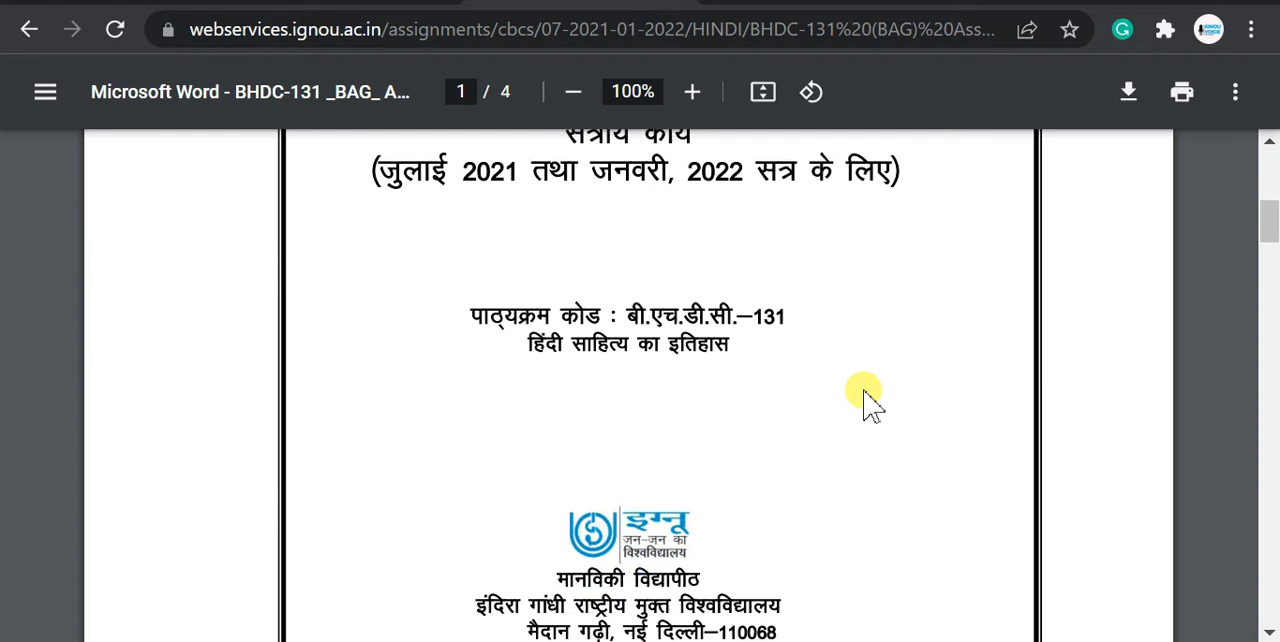 webservices.ignou.ac.in/assignments/cbcs/07-2021-01-2022/HINDI/BHDC-131%20(BAG)%20Ass...
Microsoft Word - BHDC-131 _BAG_ A...
1 / 4
100%
सत्रीय कार्य
(जुलाई 2021 तथा जनवरी, 2022 सत्र के लिए)
पाठ्यक्रम कोड : बी.एच.डी.सी.–131
हिंदी साहित्य का इतिहास
इग्नू
जन-जन का
विश्वविद्यालय
मानविकी विद्यापीठ
इंदिरा गांधी राष्ट्रीय मुक्त विश्वविद्यालय
मैदान गढ़ी, नई दिल्ली–110068